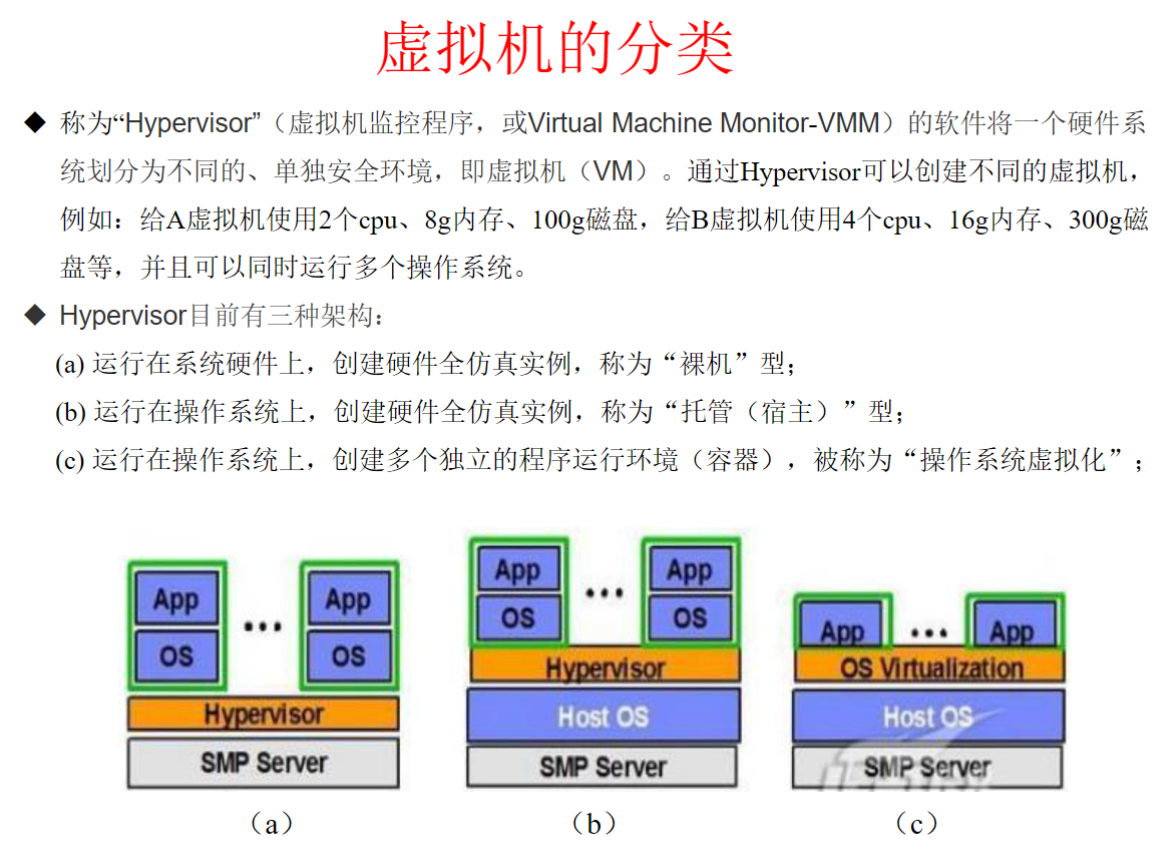 虚拟机的分类
◆ 称为“Hypervisor”（虚拟机监控程序，或Virtual Machine Monitor-VMM）的软件将一个硬件系
统划分为不同的、单独安全环境，即虚拟机（VM）。通过Hypervisor可以创建不同的虚拟机，
例如：给A虚拟机使用2个cpu、8g内存、100g磁盘，给B虚拟机使用4个cpu、16g内存、300g磁
盘等，并且可以同时运行多个操作系统。
◆ Hypervisor目前有三种架构：
(a) 运行在系统硬件上，创建硬件全仿真实例，称为“裸机”型；
(b) 运行在操作系统上，创建硬件全仿真实例，称为“托管（宿主）”型；
(c) 运行在操作系统上，创建多个独立的程序运行环境（容器），被称为“操作系统虚拟化”；
App ... App
OS OS
Hypervisor
SMP Server
（a）
App ... App
OS OS
Hypervisor
Host OS
SMP Server
（b）
App ... App
OS Virtualization
Host OS
SMP Server
（c）